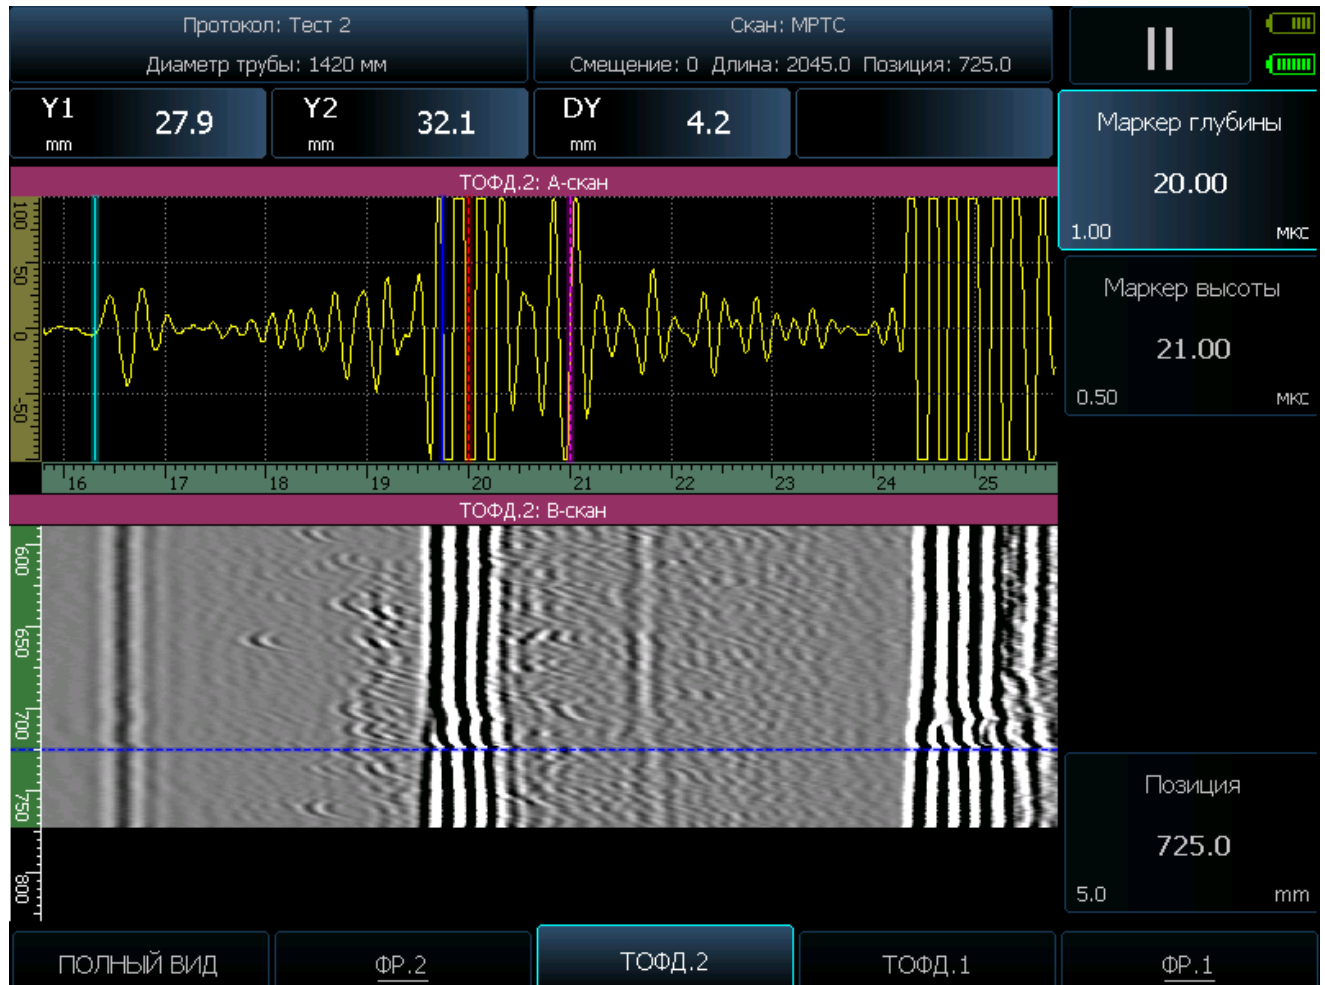 Протокол: Тест 2
Диаметр трубы: 1420 мм
Скан: МРТС
Смещение: 0 Длина: 2045.0 Позиция: 725.0
Y1
mm
27.9
Y2
mm
32.1
DY
mm
4.2
Маркер глубины
20.00
1.00 мкс
Маркер высоты
21.00
0.50 мкс
ТОФД.2: А-скан
100
50
0
-50
16 17 18 19 20 21 22 23 24 25
ТОФД.2: В-скан
600
650
700
750
800
Позиция
725.0
5.0 mm
ПОЛНЫЙ ВИД ФР.2 ТОФД.2 ТОФД.1 ФР.1